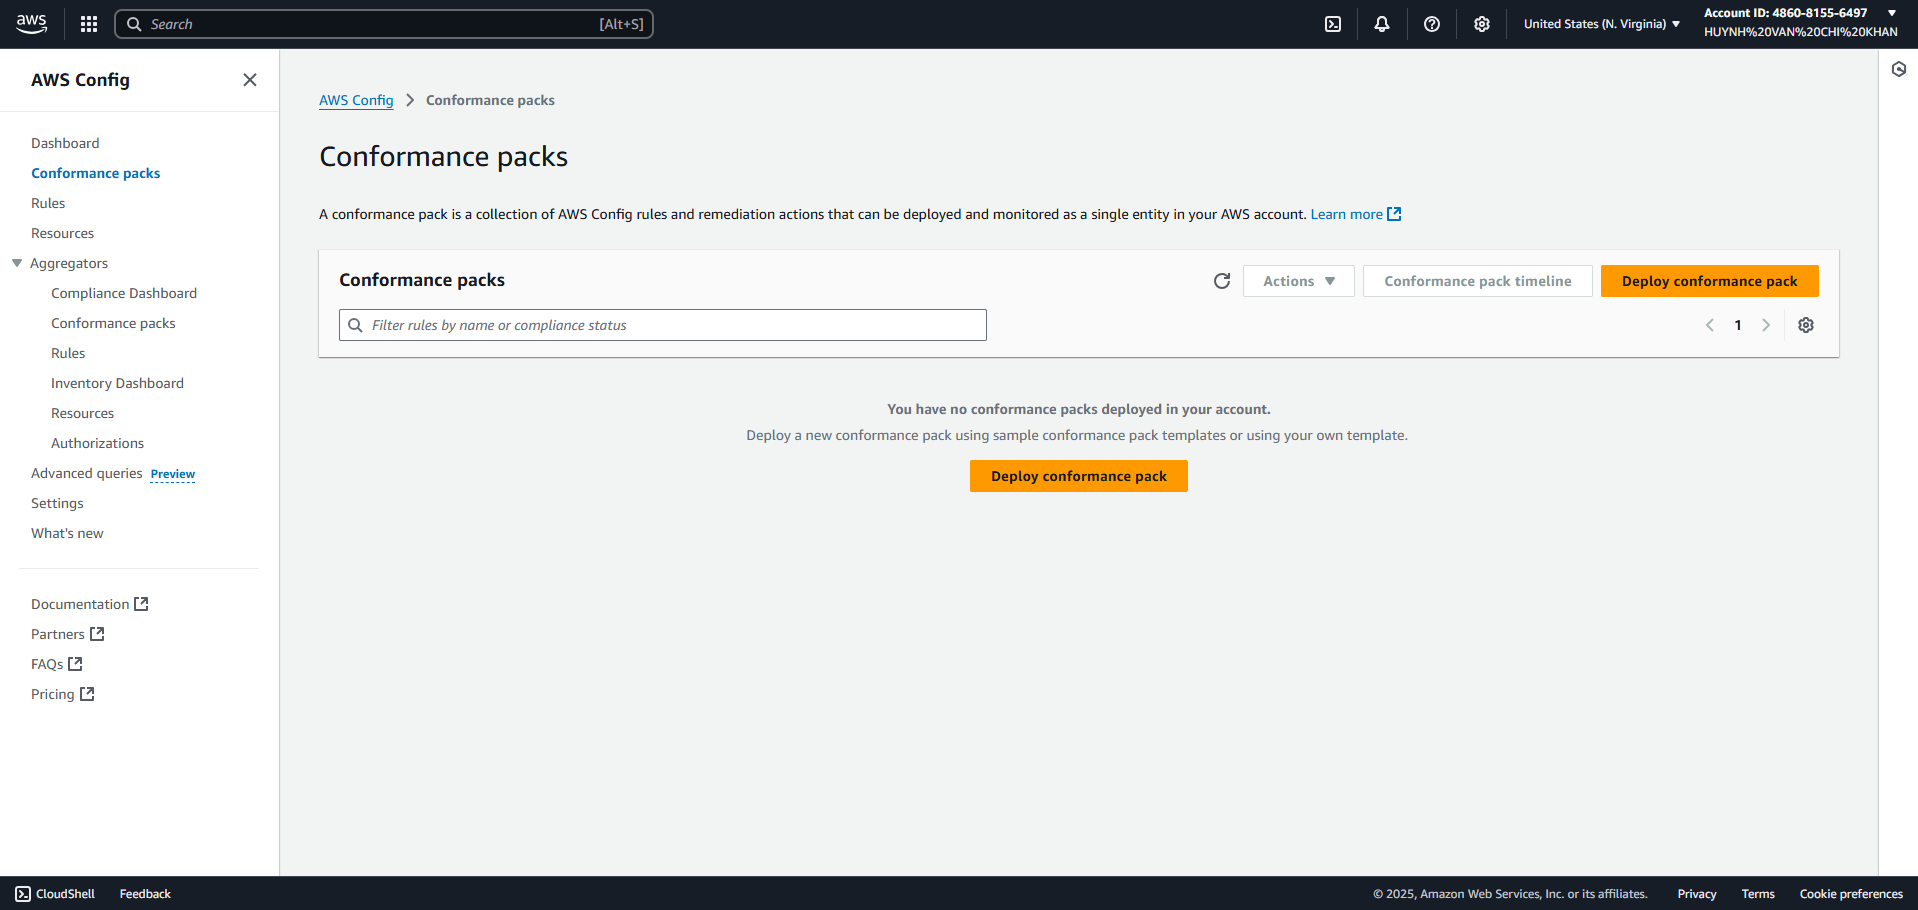 aws
Search [Alt+S]
United States (N. Virginia)
Account ID: 4860-8155-6497
HUYNH%20VAN%20CHI%20KHAN
AWS Config
Dashboard
Conformance packs
Rules
Resources
Aggregators
Compliance Dashboard
Conformance packs
Rules
Inventory Dashboard
Resources
Authorizations
Advanced queries Preview
Settings
What's new
Documentation
Partners
FAQs
Pricing
AWS Config > Conformance packs
Conformance packs
A conformance pack is a collection of AWS Config rules and remediation actions that can be deployed and monitored as a single entity in your AWS account. Learn more
Conformance packs
Actions
Conformance pack timeline
Deploy conformance pack
Filter rules by name or compliance status
1
You have no conformance packs deployed in your account.
Deploy a new conformance pack using sample conformance pack templates or using your own template.
Deploy conformance pack
CloudShell
Feedback
© 2025, Amazon Web Services, Inc. or its affiliates.
Privacy
Terms
Cookie preferences